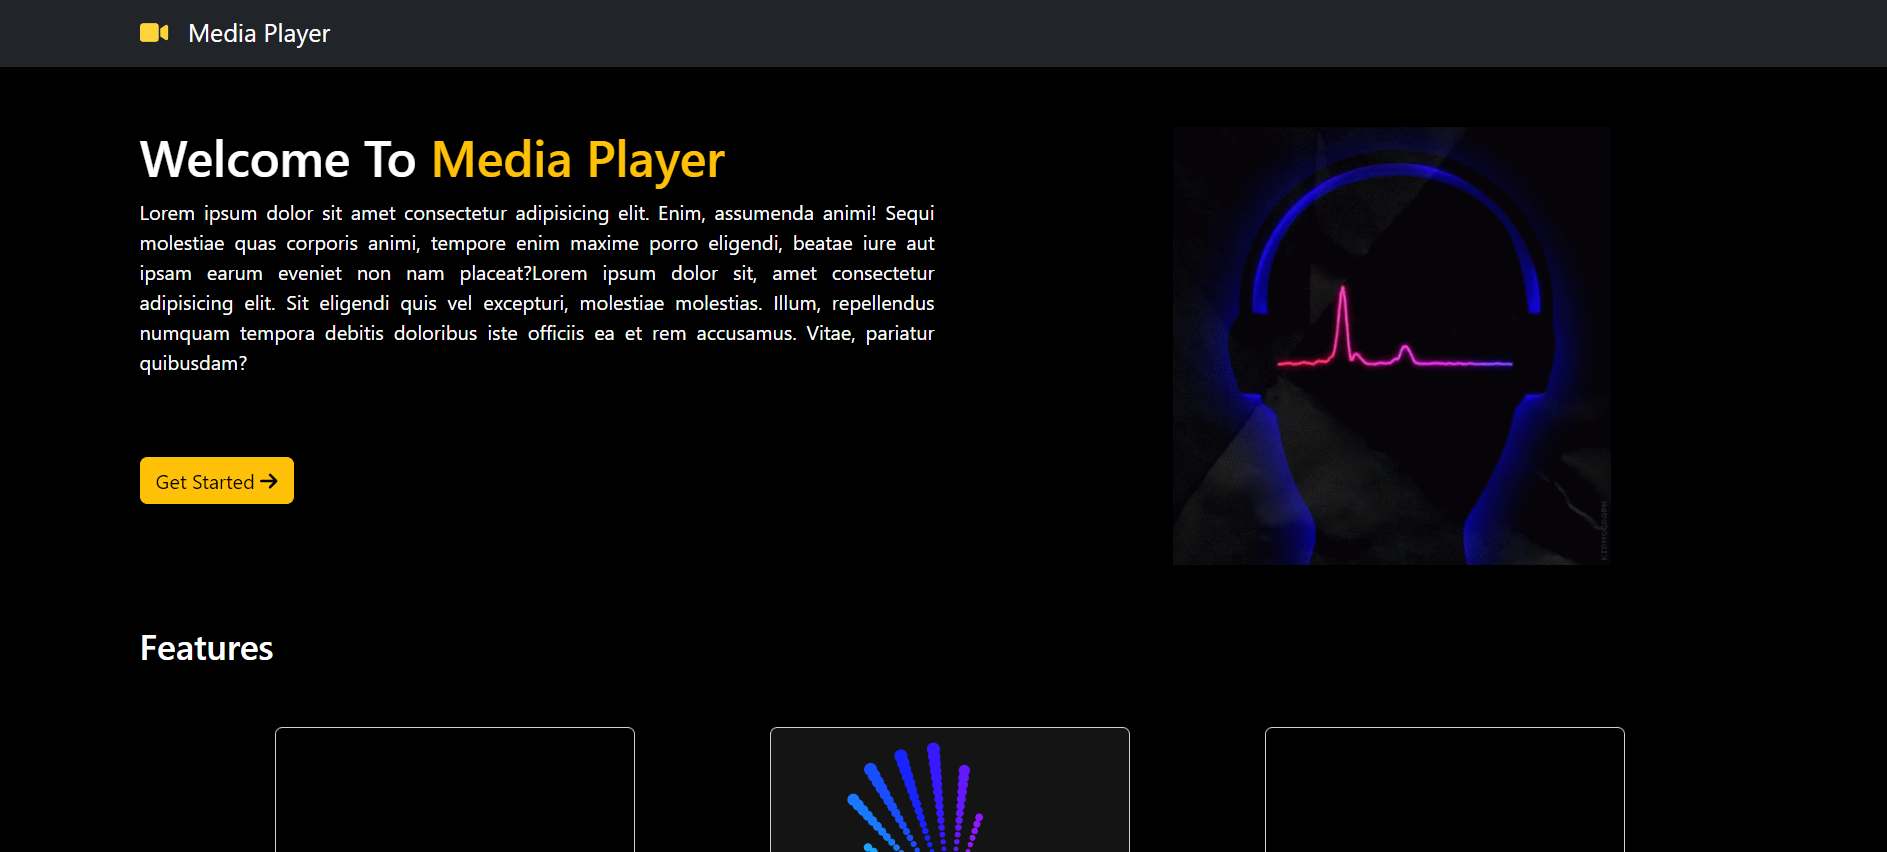 Media Player
Welcome To Media Player
Lorem ipsum dolor sit amet consectetur adipisicing elit. Enim, assumenda animi! Sequi
molestiae quas corporis animi, tempore enim maxime porro eligendi, beatae iure aut
ipsam earum eveniet non nam placeat?Lorem ipsum dolor sit, amet consectetur
adipisicing elit. Sit eligendi quis vel excepturi, molestiae molestias. Illum, repellendus
numquam tempora debitis doloribus iste officiis ea et rem accusamus. Vitae, pariatur
quibusdam?
KIDMOGRAPH
Get Started
Features